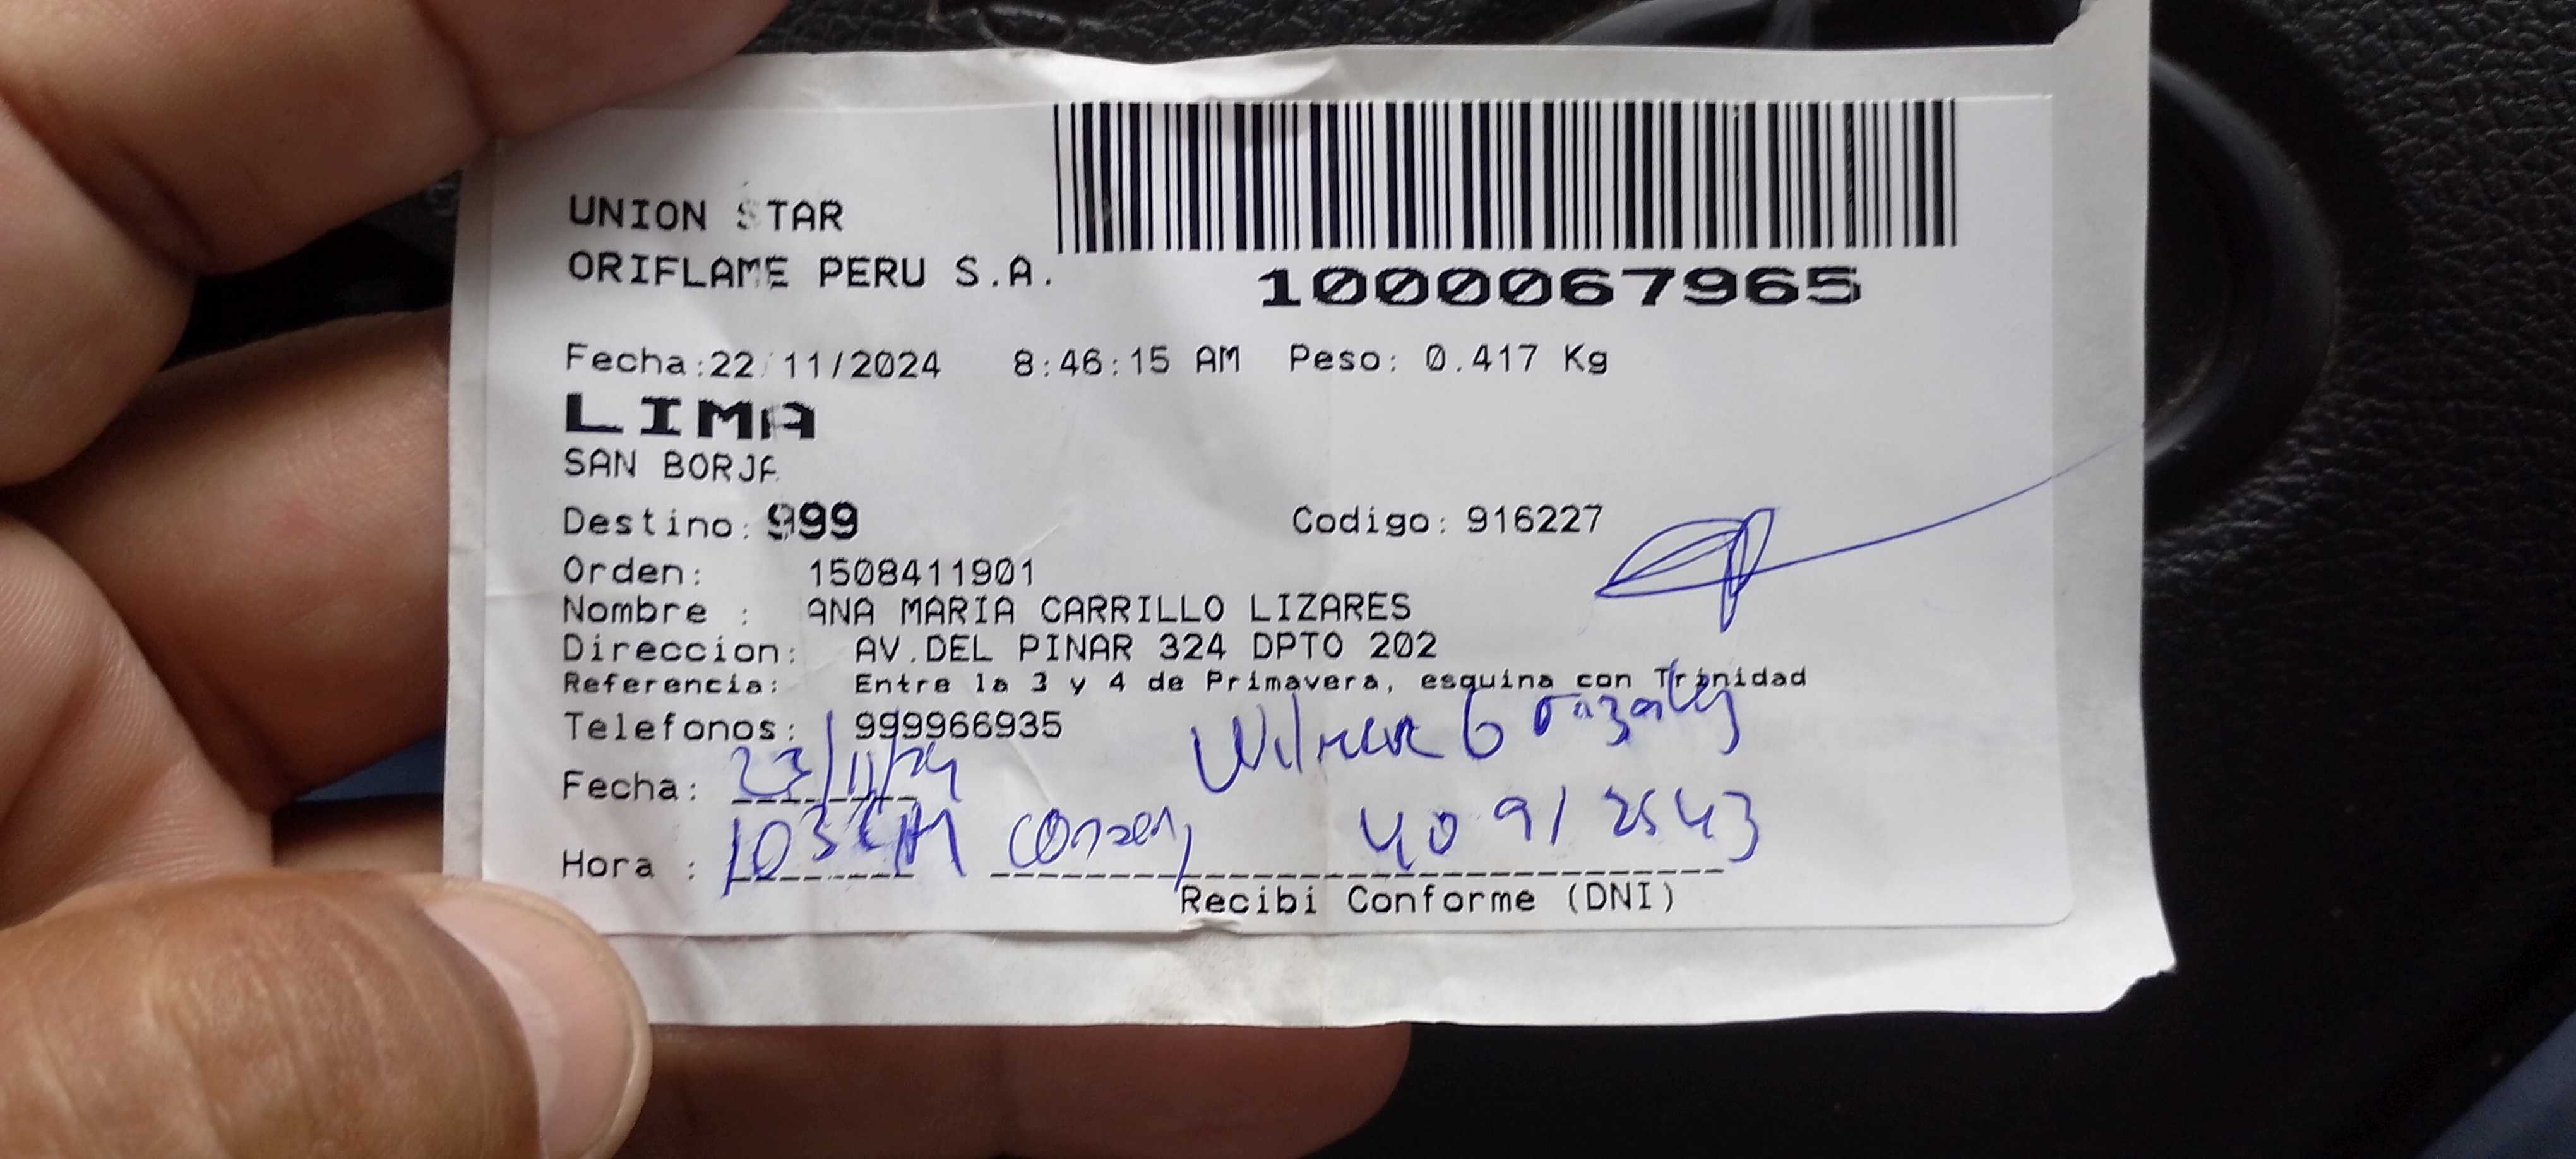 UNION STAR
ORIFLAME PERU S.A.
1000067965
Fecha:22/11/2024 8:46:15 AM Peso: 0.417 Kg
LIMA
SAN BORJA
Destino: 999 Codigo: 916227
Orden: 1508411901
Nombre : ANA MARIA CARRILLO LIZARES
Direccion: AV.DEL PINAR 324 DPTO 202
Referencia: Entre la 3 y 4 de Primavera, esquina con Trinidad
Telefonos: 999966935
Gonzales
Fecha: 23/11/24
Hora : 409/2543
Recibi Conforme (DNI)